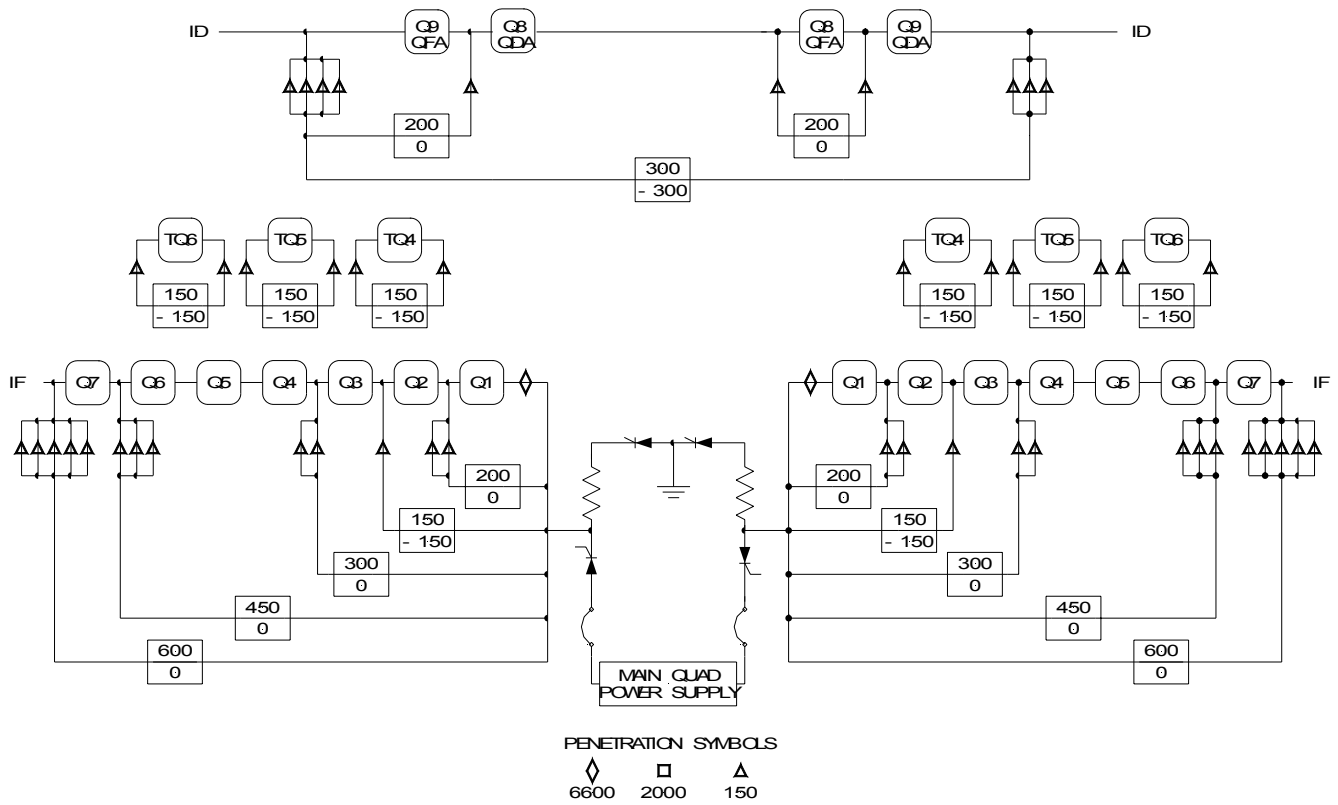 ID Q9 Q8 Q8 Q9 ID
QFA QDA QFA QDA
200 200
0 0
300
- 300
TQ6 TQ5 TQ4 TQ4 TQ5 TQ6
150 150 150 150 150 150
- 150 - 150 - 150 - 150 - 150 - 150
IF Q7 Q6 Q5 Q4 Q3 Q2 Q1 Q1 Q2 Q3 Q4 Q5 Q6 Q7 IF
200 200
0 0
150 150
- 150 - 150
300 300
0 0
450 450
0 0
600 600
0 0
MAIN QUAD
POWER SUPPLY
PENETRATION SYMBOLS
6600 2000 150